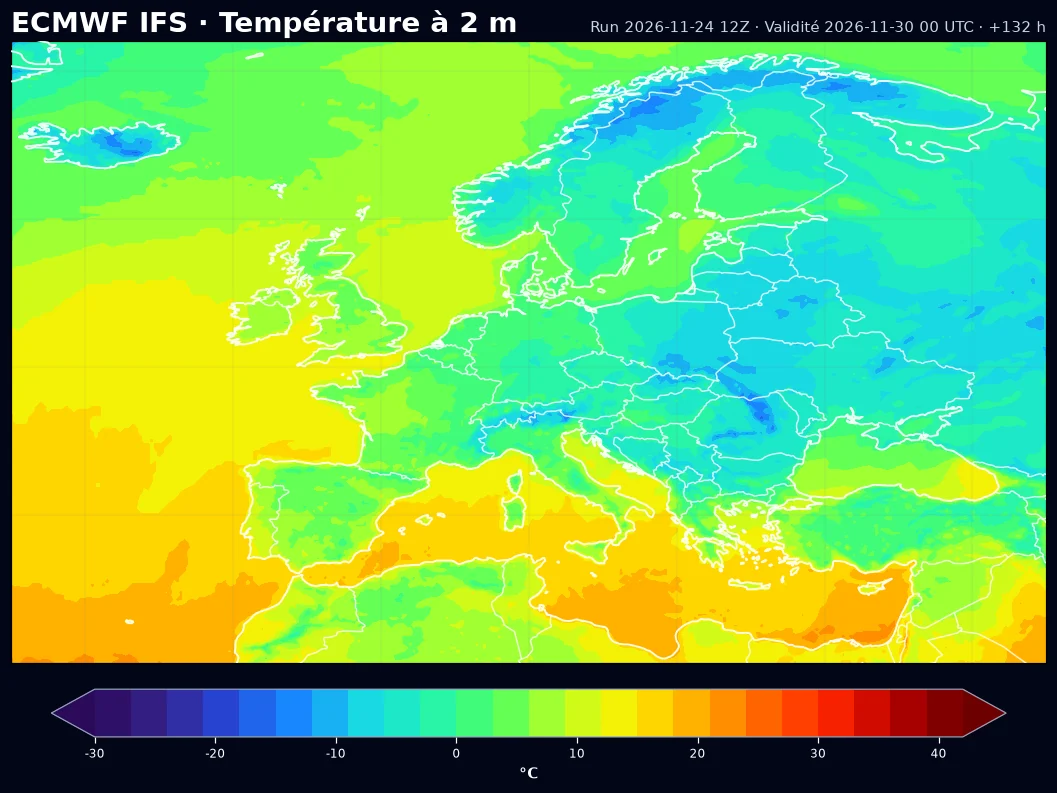 ECMWF IFS · Température à 2 m
Run 2026-11-24 12Z · Validité 2026-11-30 00 UTC · +132 h
-30 -20 -10 0 10 20 30 40
°C